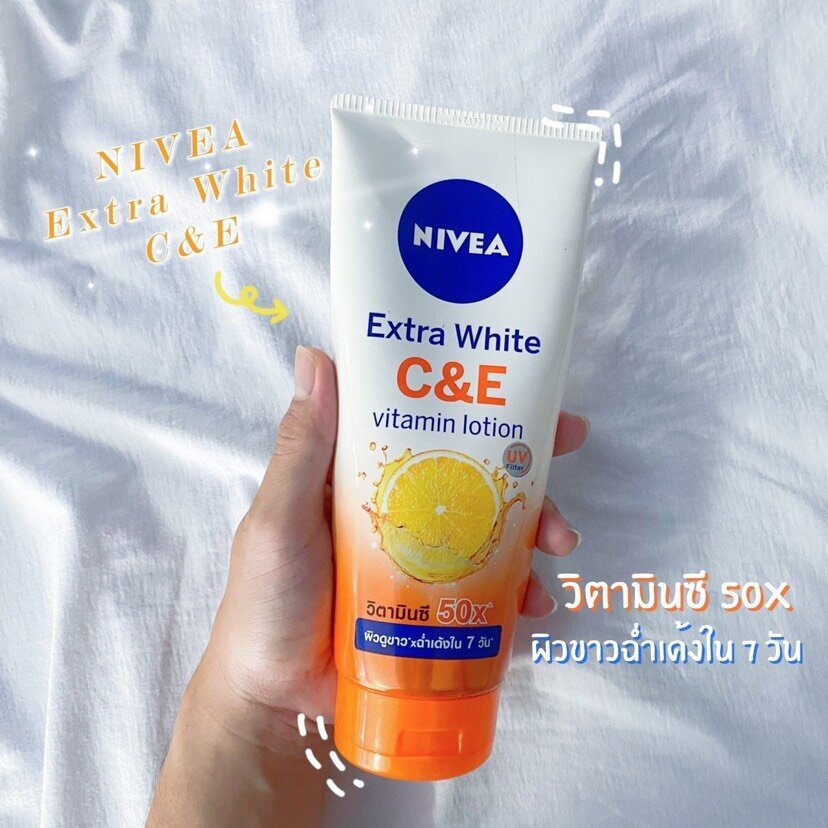 NIVEA
Extra White
C&E
NIVEA
Extra White
C&E
vitamin lotion
UV
Filter
วิตามินซี 50x^
ผิวดูขาว*xฉ่ำเด้งใน 7 วัน*
วิตามินซี 50X
ผิวขาวฉ่ำเด้งใน 7 วัน